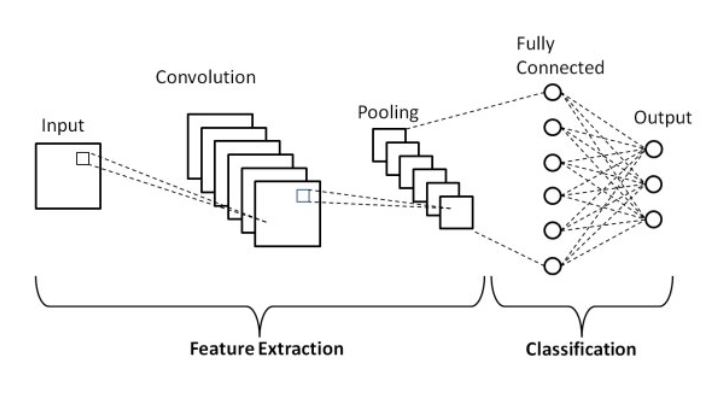 Input
Convolution
Pooling
Fully
Connected
Output
Feature Extraction
Classification